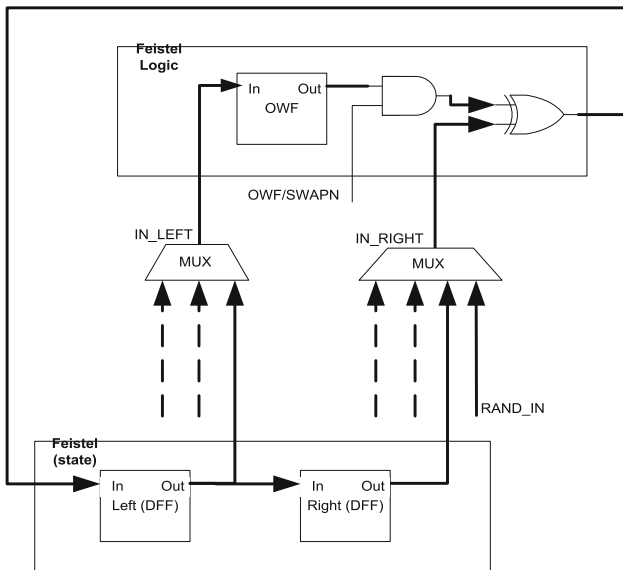 Feistel
Logic
In Out
OWF
OWF/SWAPN
IN_LEFT
IN_RIGHT
MUX
MUX
RAND_IN
Feistel
(state)
In Out
Left (DFF)
In Out
Right (DFF)